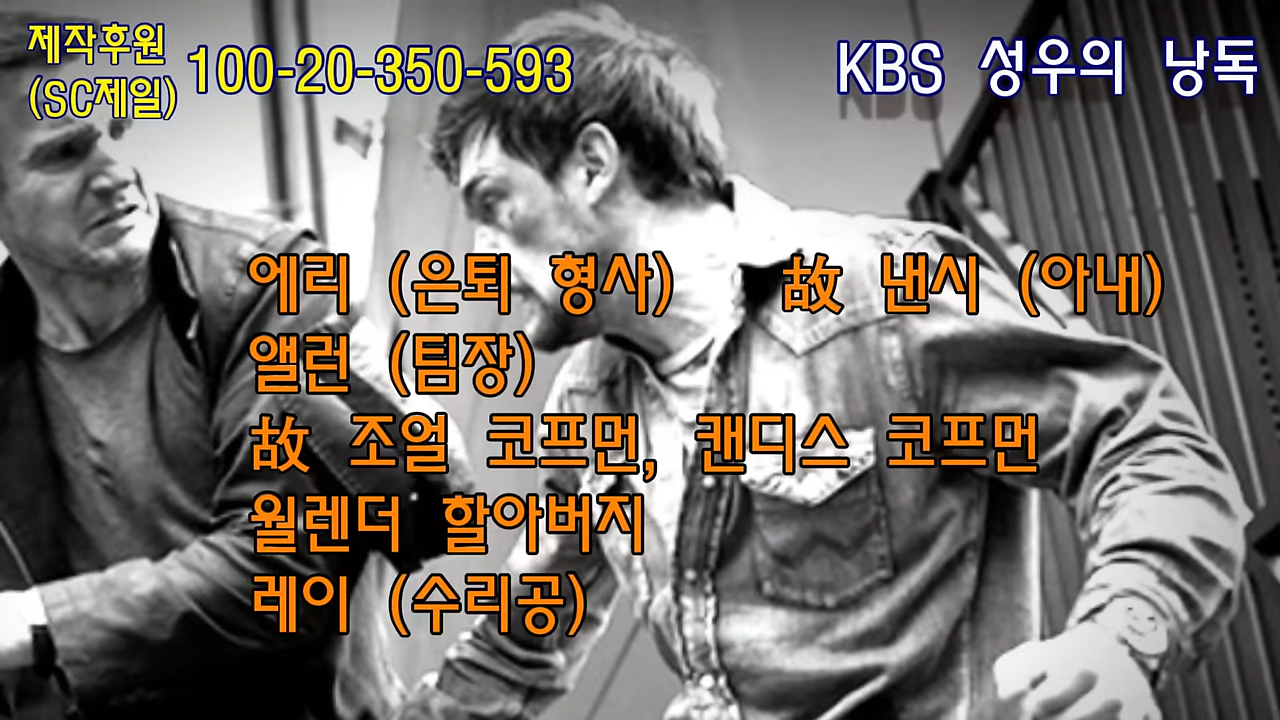 제작후원
(SC제일) 100-20-350-593
KBS 성우의 낭독
에리 (은퇴 형사) 故 낸시 (아내)
앨런 (팀장)
故 조얼 코프먼, 캔디스 코프먼
월렌더 할아버지
레이 (수리공)